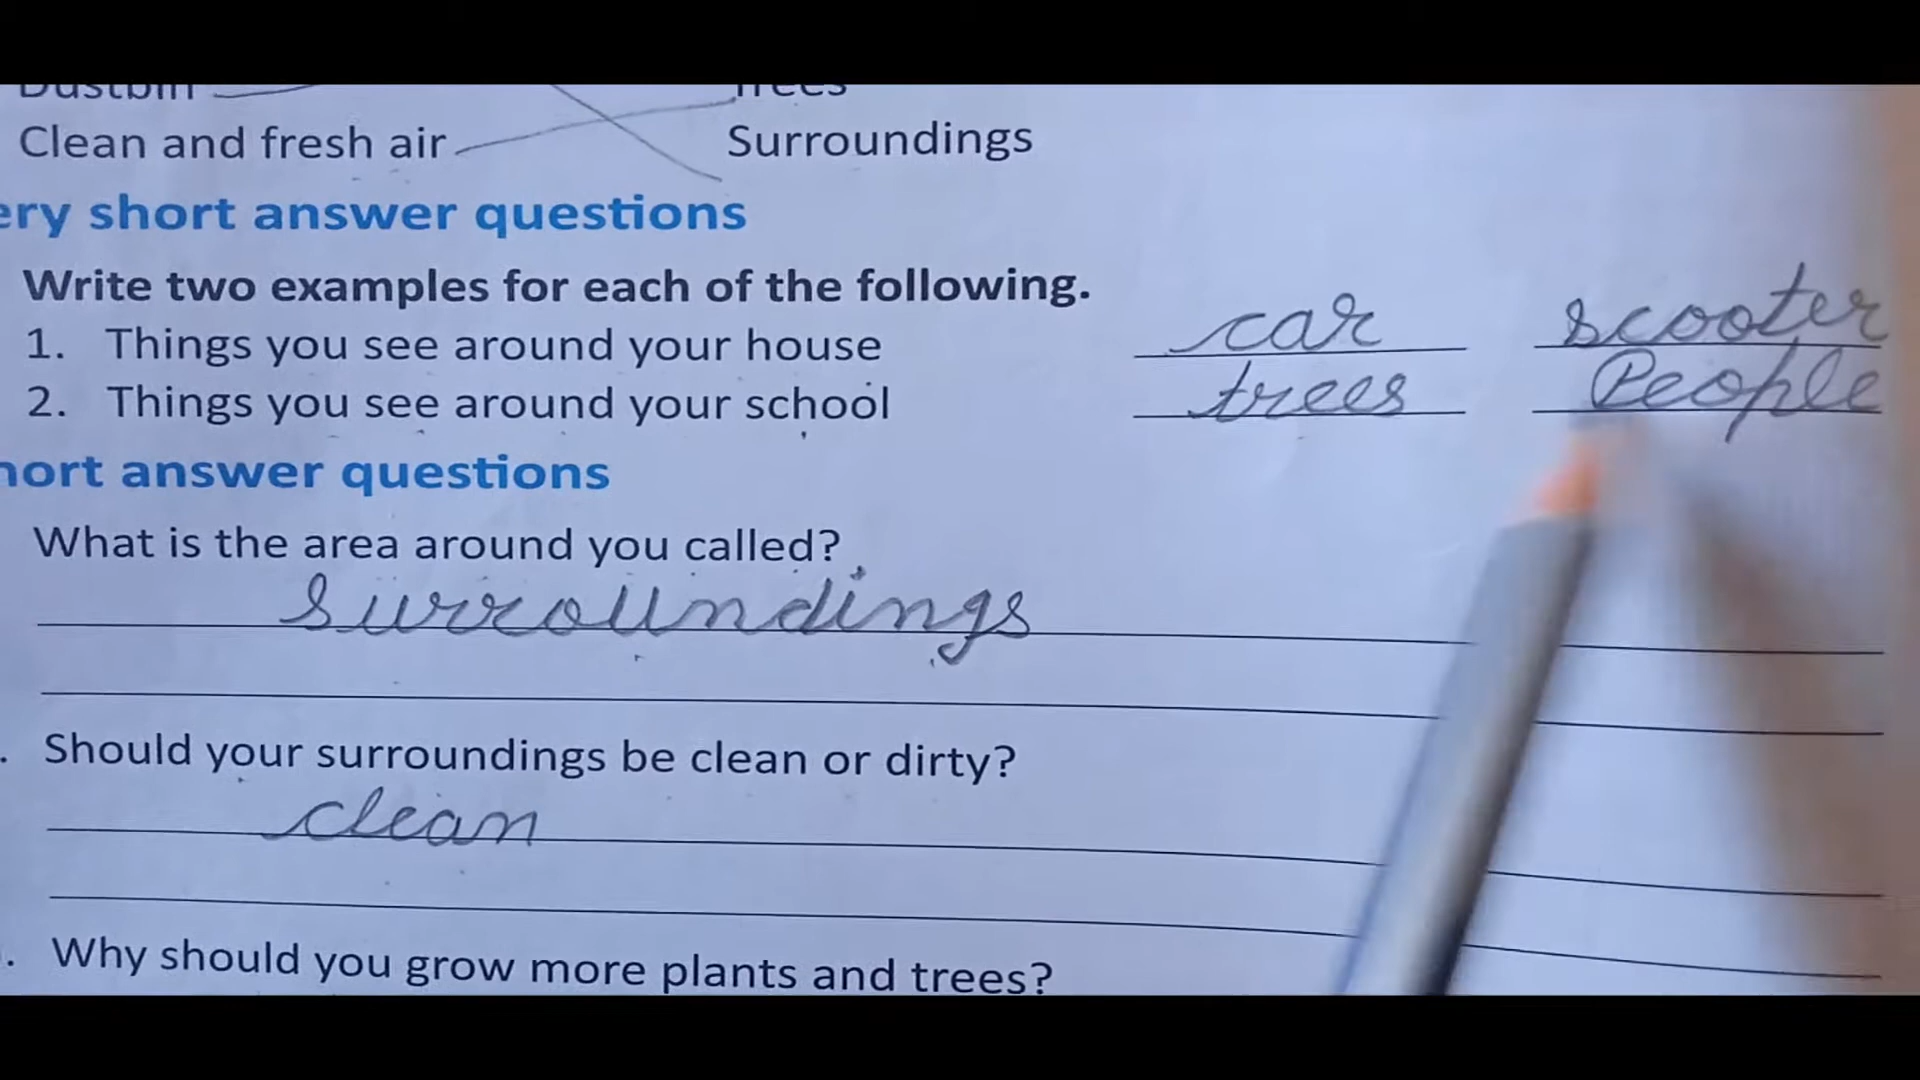 Dustbin Trees
Clean and fresh air Surroundings
ery short answer questions
Write two examples for each of the following.
1. Things you see around your house car scooter
2. Things you see around your school trees People
hort answer questions
What is the area around you called?
surroundings
. Should your surroundings be clean or dirty?
clean
. Why should you grow more plants and trees?